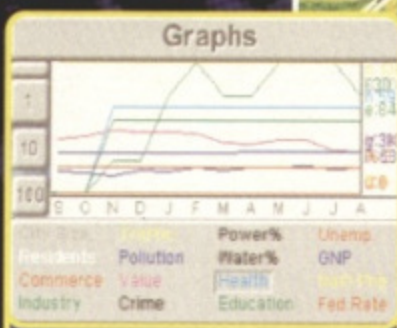 Graphs
1
10
100
S O N D J F M A M J J A
City Size Traffic Power% Unemp
Residents Pollution Water% GNP
Commerce Value Health
Industry Crime Education Fed Rate